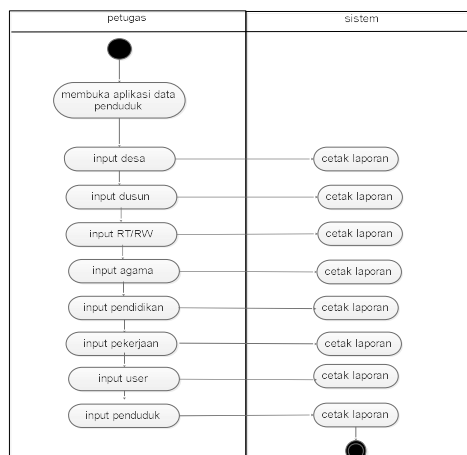 petugas
sistem
membuka aplikasi data
penduduk
input desa
cetak laporan
input dusun
cetak laporan
input RT/RW
cetak laporan
input agama
cetak laporan
input pendidikan
cetak laporan
input pekerjaan
cetak laporan
input user
cetak laporan
input penduduk
cetak laporan